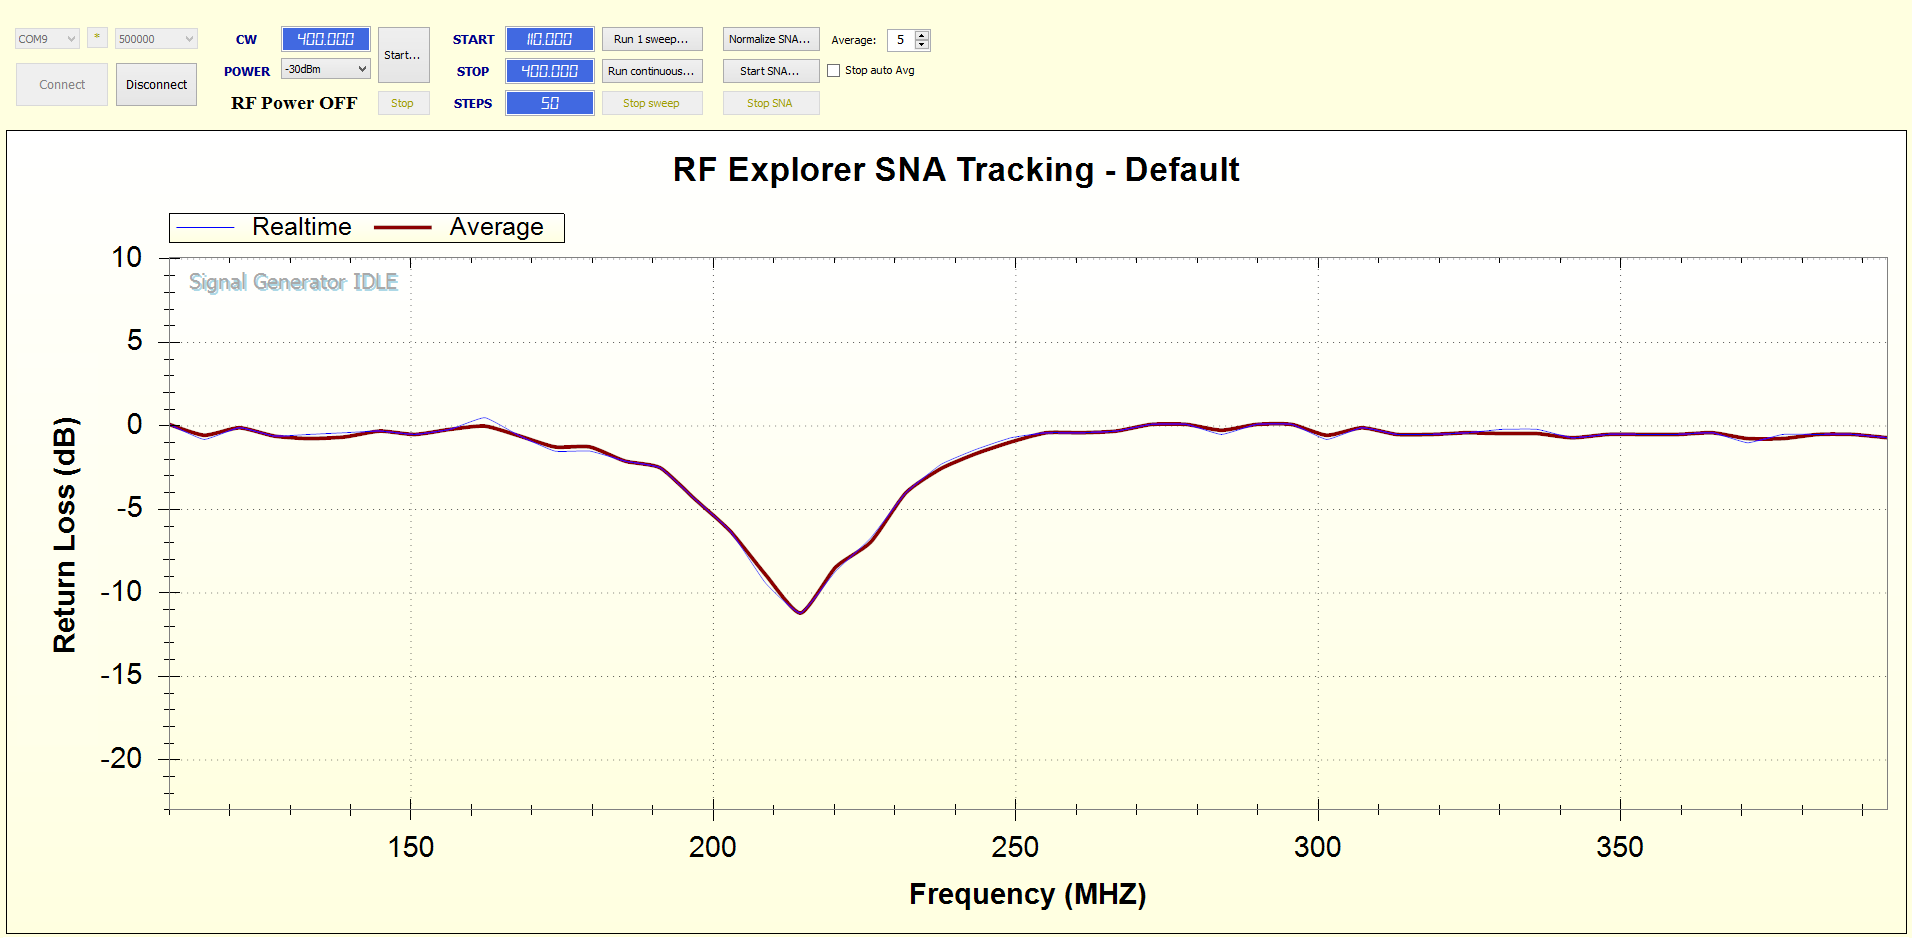 COM9 * 500000 CW 400.000 Start... START 110.000 Run 1 sweep... Normalize SNA... Average: 5
Connect Disconnect POWER -30dBm STOP 400.000 Run continuous... Start SNA... Stop auto Avg
RF Power OFF Stop STEPS 50 Stop sweep Stop SNA
RF Explorer SNA Tracking - Default
Realtime Average
Signal Generator IDLE
10
5
0
-5
-10
-15
-20
Return Loss (dB)
150 200 250 300 350
Frequency (MHZ)